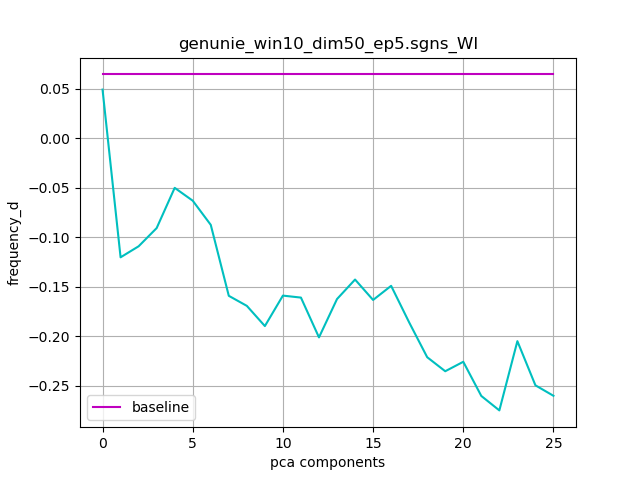 genunie_win10_dim50_ep5.sgns_WI
frequency_d
0.05
0.00
−0.05
−0.10
−0.15
−0.20
−0.25
baseline
0 5 10 15 20 25
pca components